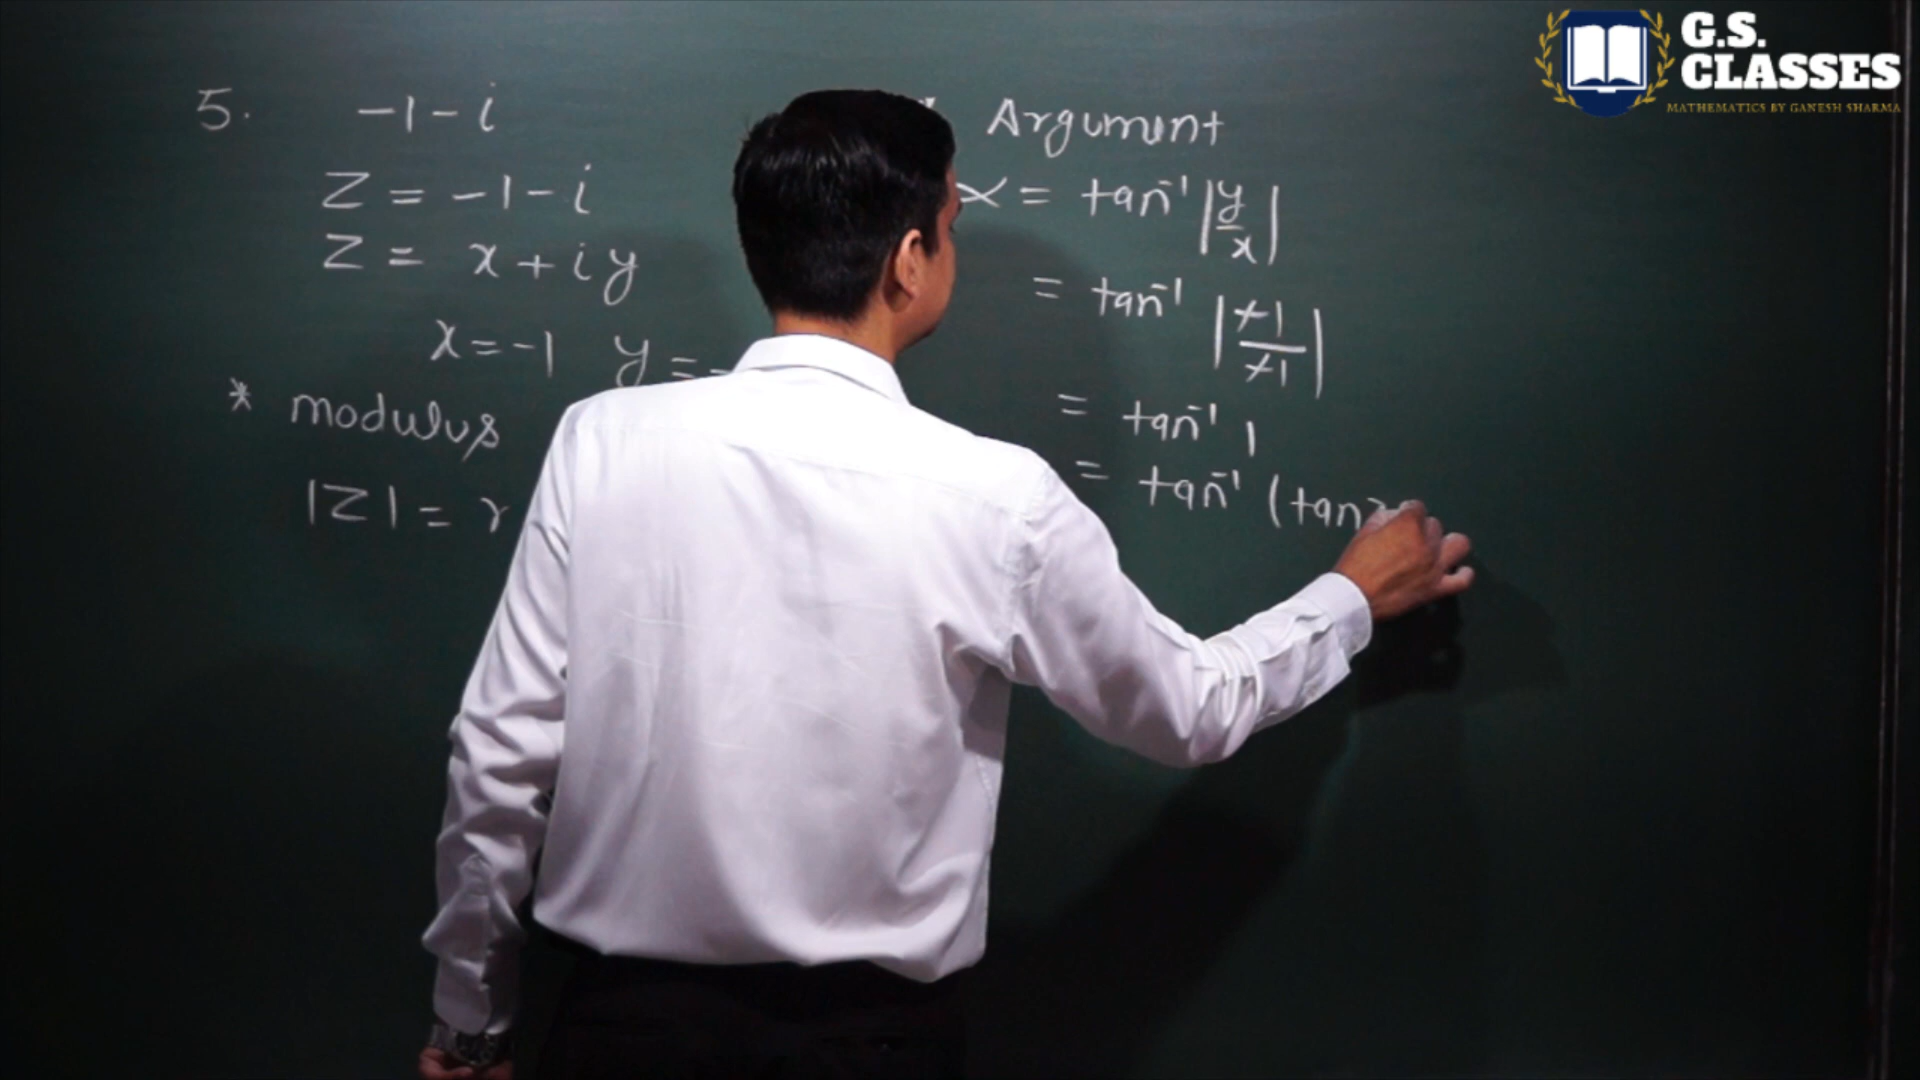 5. -1-i
Z = -1-i
Z = x+iy
x=-1 y=-
* modulus
|Z| = r
Argument
∝ = tan⁻¹ |y/x|
= tan⁻¹ |-1/-1|
= tan⁻¹ 1
= tan⁻¹ (tan
G.S.
CLASSES
MATHEMATICS BY GANESH SHARMA